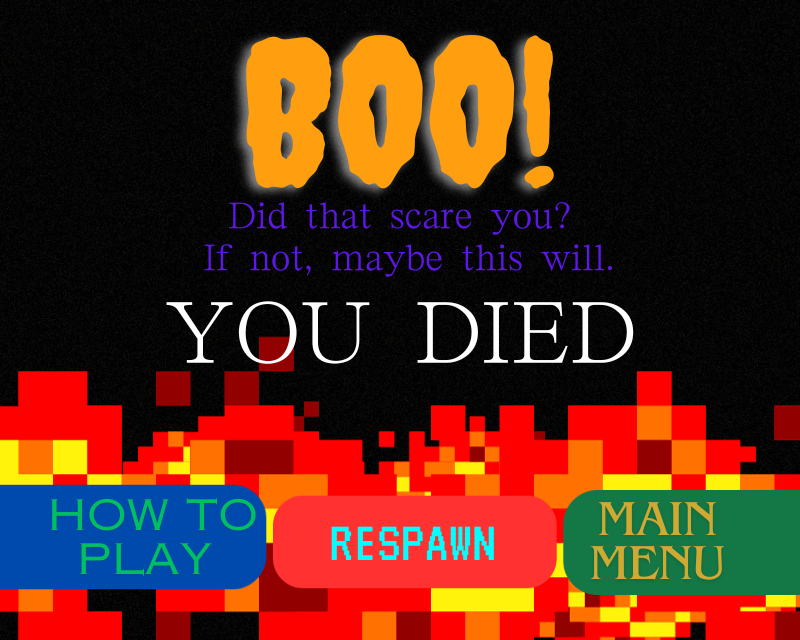 BOO!
Did that scare you?
If not, maybe this will.
YOU DIED
HOW TO
PLAY
RESPAWN
MAIN
MENU